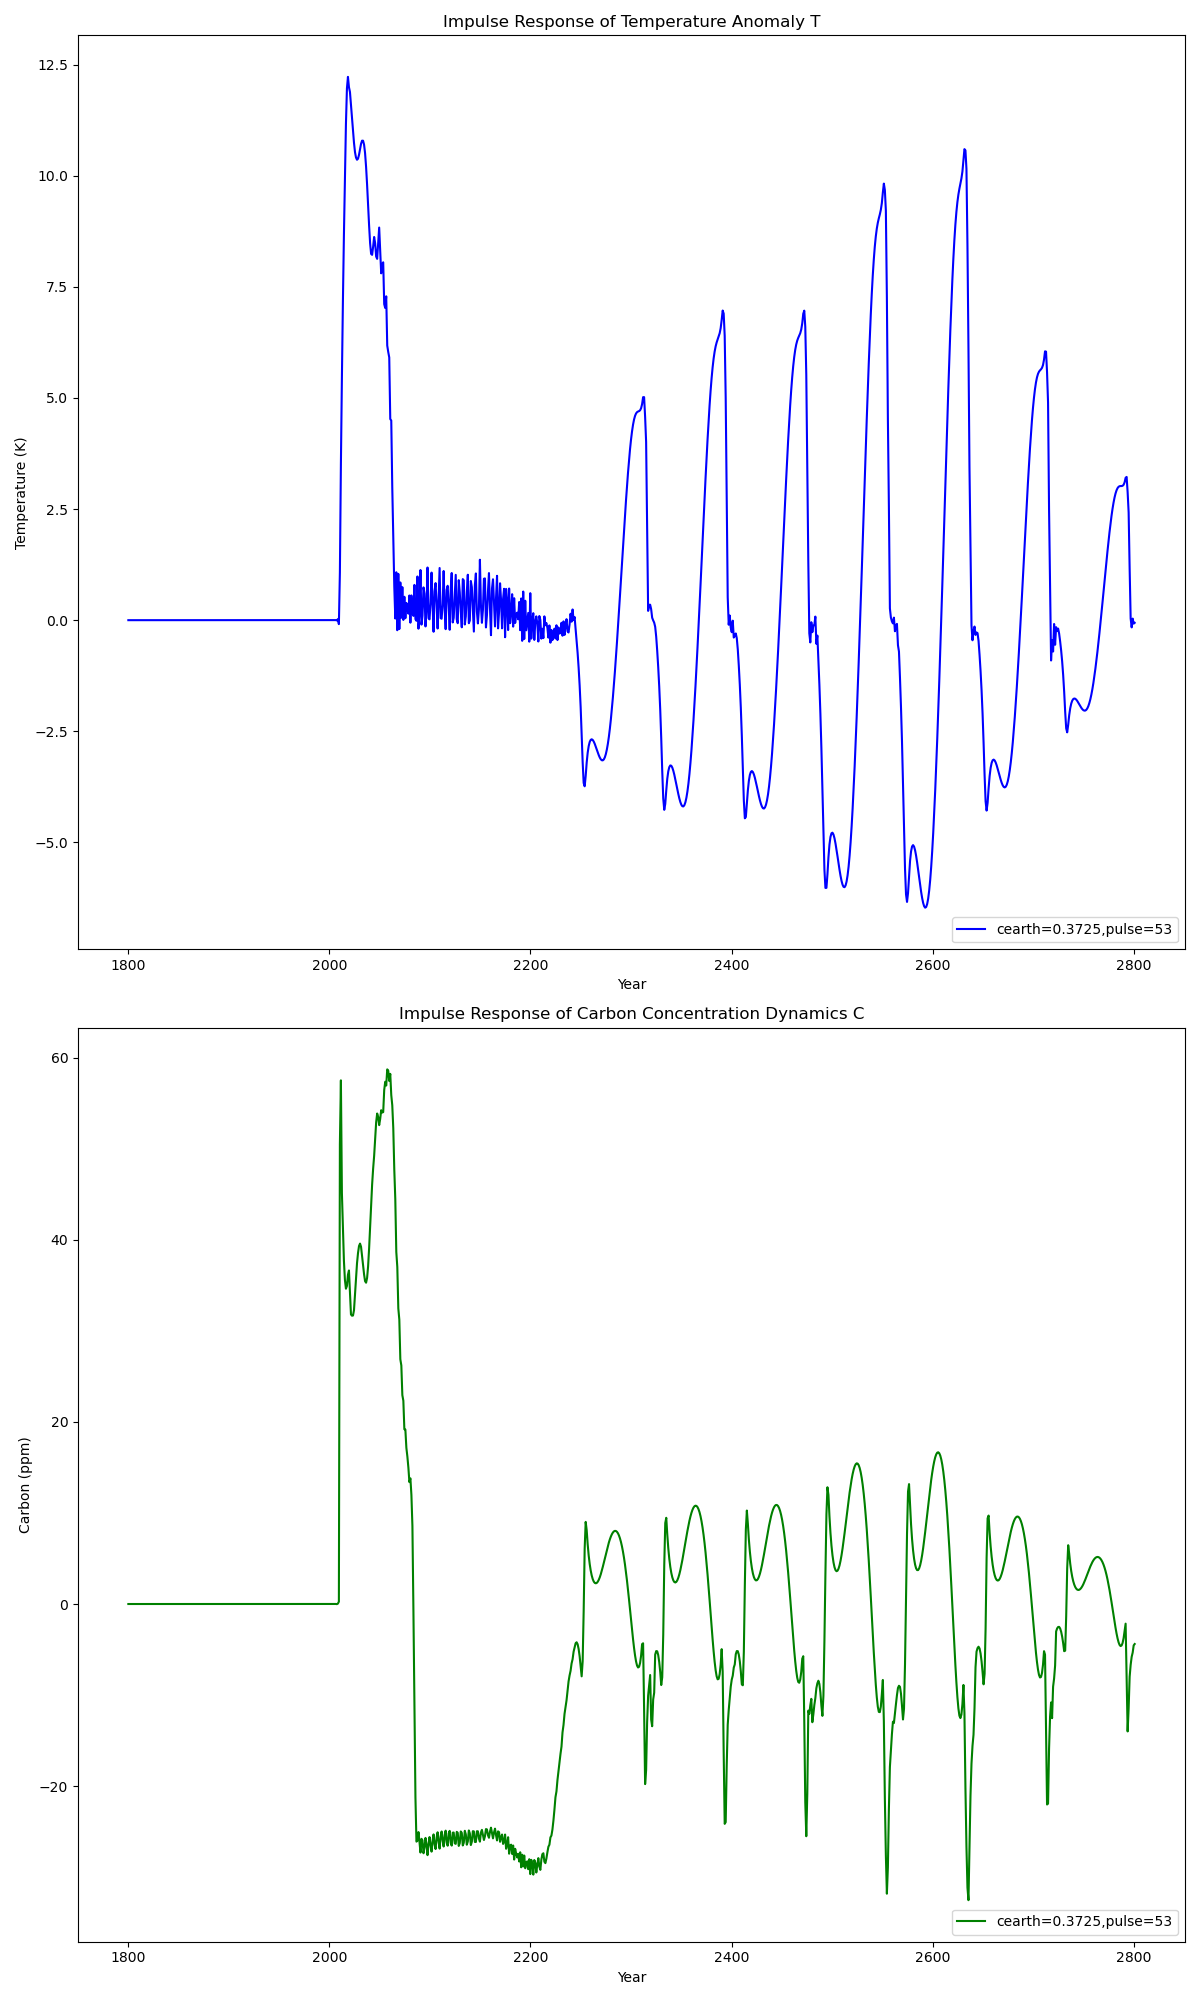 Impulse Response of Temperature Anomaly T
12.5
10.0
7.5
5.0
2.5
0.0
−2.5
−5.0
Temperature (K)
cearth=0.3725,pulse=53
1800 2000 2200 2400 2600 2800
Year
Impulse Response of Carbon Concentration Dynamics C
60
40
20
0
−20
Carbon (ppm)
cearth=0.3725,pulse=53
1800 2000 2200 2400 2600 2800
Year